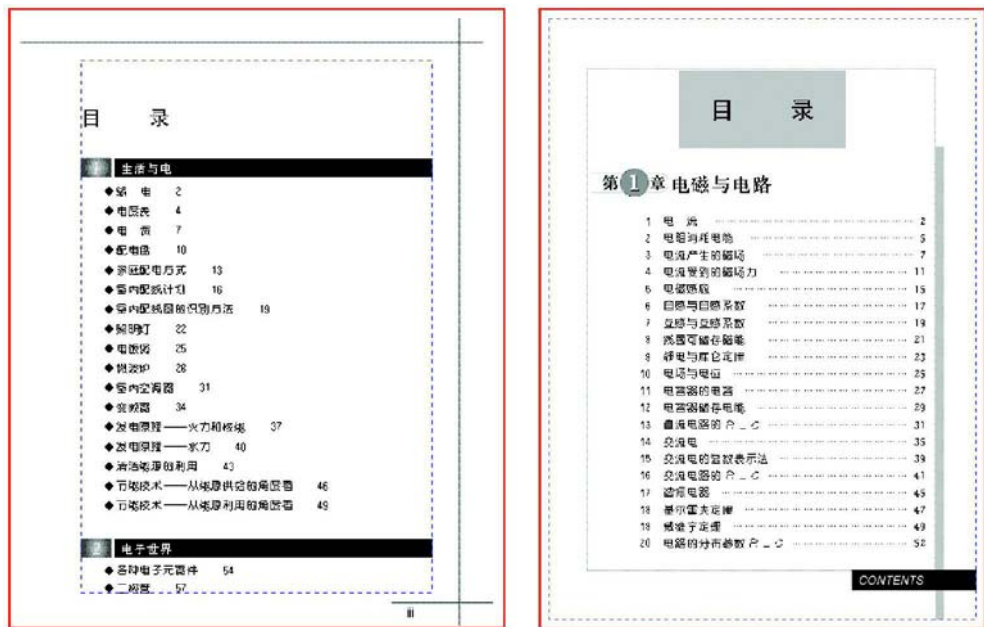 目 录
1 生活与电
◆输 电 2
◆电度表 4
◆电 费 7
◆配电盘 10
◆家庭配电方式 13
◆室内配线计划 16
◆室内配线图的识别方法 19
◆照明灯 22
◆电饭煲 25
◆微波炉 28
◆室内空调器 31
◆变频器 34
◆发电原理——火力和核能 37
◆发电原理——水力 40
◆清洁能源的利用 43
◆节能技术——从能源供给的角度看 46
◆节能技术——从能源利用的角度看 49
2 电子世界
◆各种电子元器件 54
◆二极管 57
iii
目 录
第1章 电磁与电路
1 电 流 2
2 电阻消耗电能 5
3 电流产生的磁场 7
4 电流受到的磁场力 11
5 电磁感应 15
6 自感与自感系数 17
7 互感与互感系数 19
8 线圈可储存磁能 21
9 静电与库仑定律 23
10 电场与电位 25
11 电容器的电容 27
12 电容器储存电能 29
13 直流电路的 R L C 31
14 交流电 35
15 交流电的复数表示法 39
16 交流电路的 R L C 41
17 谐振电路 45
18 基尔霍夫定律 47
19 戴维宁定理 49
20 电路的分布参数 R L C 52
CONTENTS